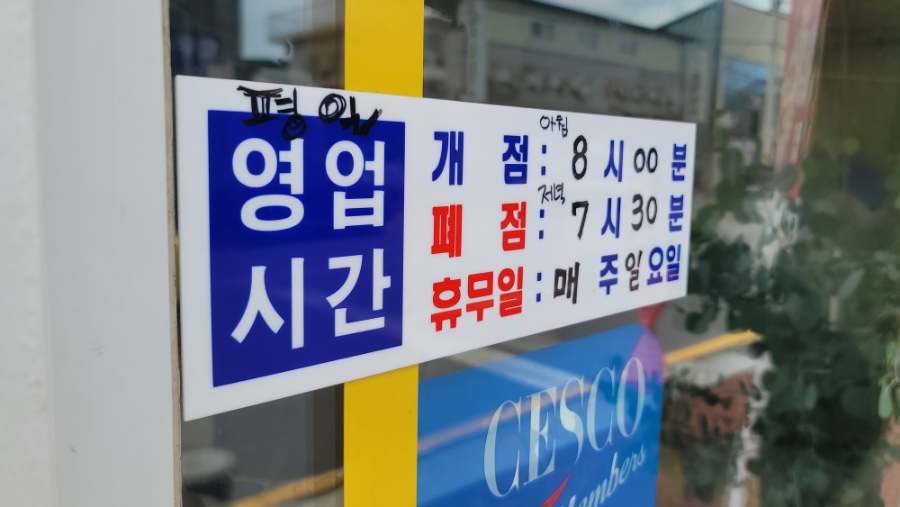 평일
영업
시간
아침
개 점 : 8 시 00 분
제녁
폐 점 : 7 시 30 분
휴무일 : 매 주 일 요일
CESCO
Members